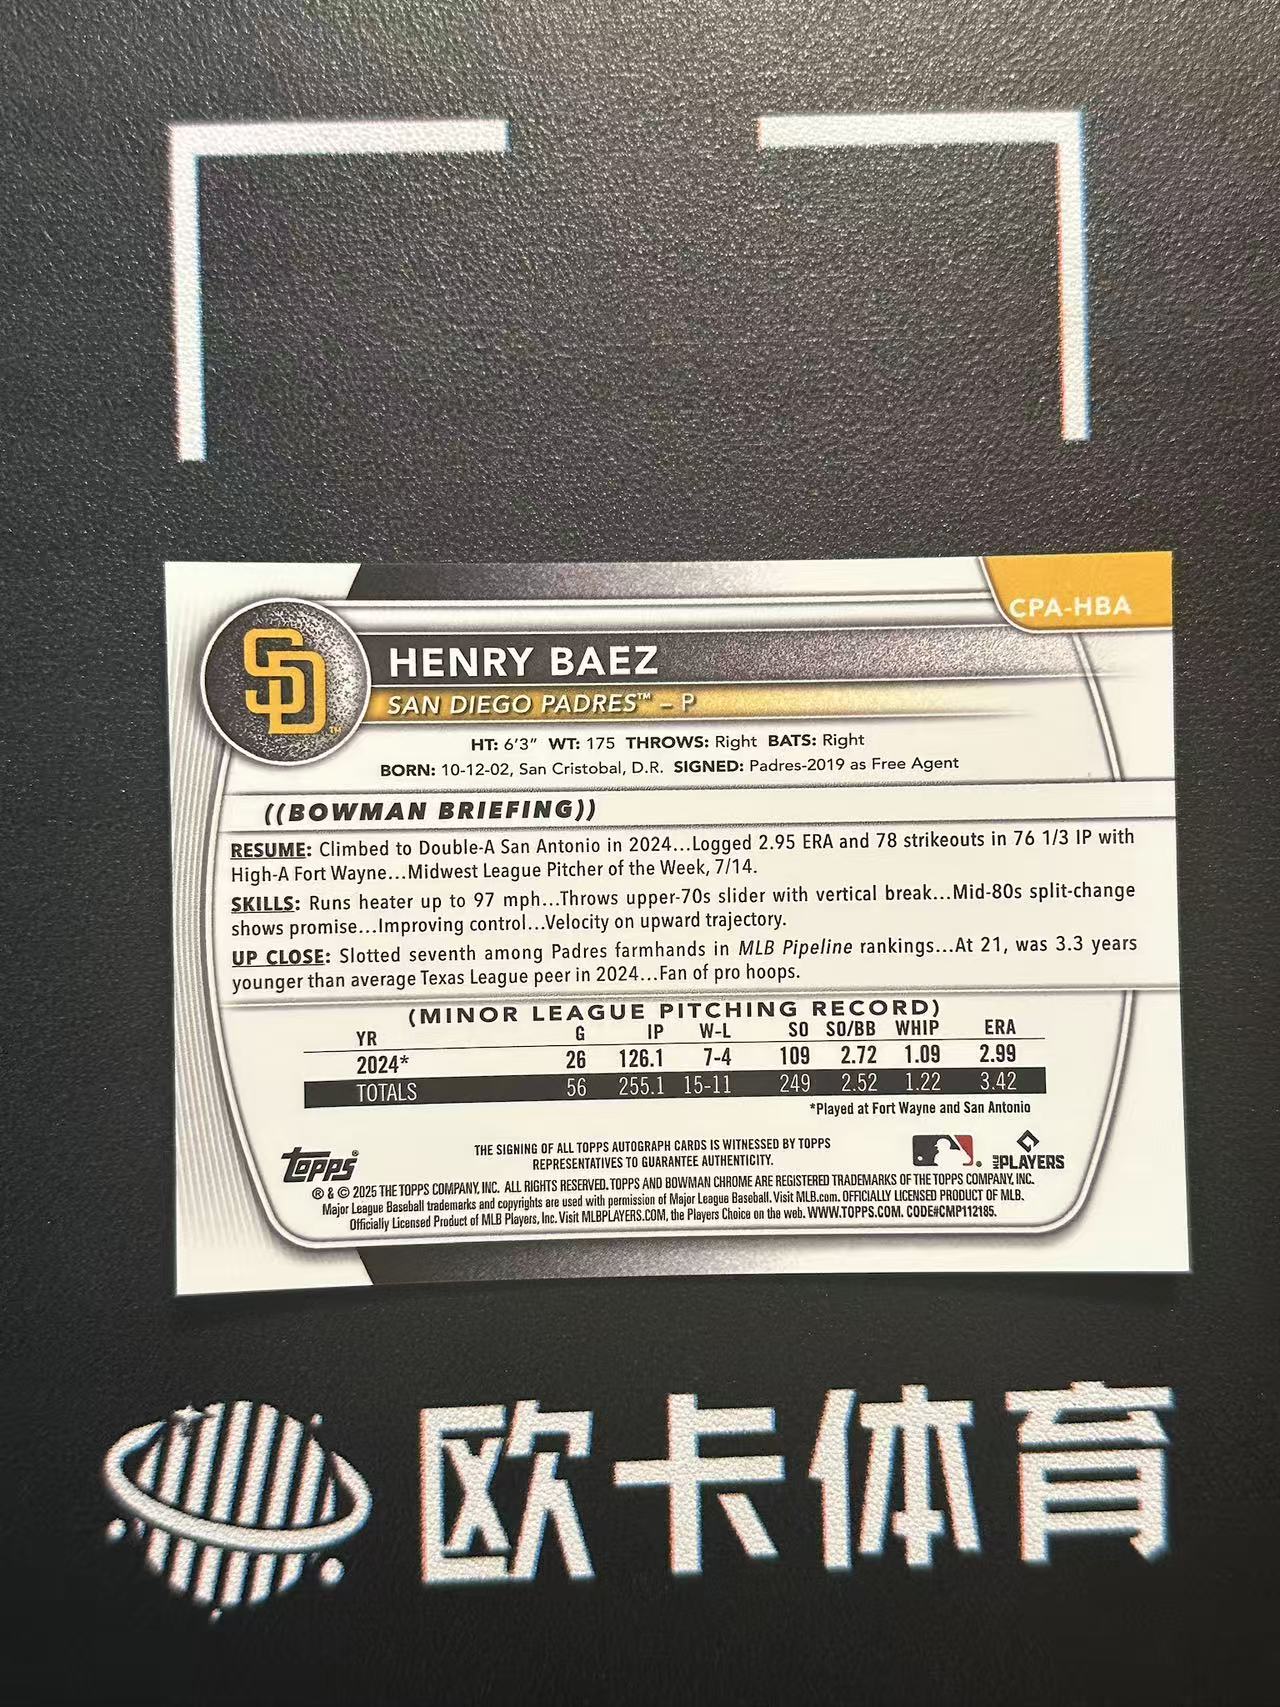 CPA-HBA
SD
HENRY BAEZ
SAN DIEGO PADRES™ – P
HT: 6'3" WT: 175 THROWS: Right BATS: Right
BORN: 10-12-02, San Cristobal, D.R. SIGNED: Padres-2019 as Free Agent
((BOWMAN BRIEFING))
RESUME: Climbed to Double-A San Antonio in 2024...Logged 2.95 ERA and 78 strikeouts in 76 1/3 IP with
High-A Fort Wayne...Midwest League Pitcher of the Week, 7/14.
SKILLS: Runs heater up to 97 mph...Throws upper-70s slider with vertical break...Mid-80s split-change
shows promise...Improving control...Velocity on upward trajectory.
UP CLOSE: Slotted seventh among Padres farmhands in MLB Pipeline rankings...At 21, was 3.3 years
younger than average Texas League peer in 2024...Fan of pro hoops.
(MINOR LEAGUE PITCHING RECORD)
YR G IP W-L SO SO/BB WHIP ERA
2024* 26 126.1 7-4 109 2.72 1.09 2.99
TOTALS 56 255.1 15-11 249 2.52 1.22 3.42
*Played at Fort Wayne and San Antonio
topps®
THE SIGNING OF ALL TOPPS AUTOGRAPH CARDS IS WITNESSED BY TOPPS
REPRESENTATIVES TO GUARANTEE AUTHENTICITY.
MLB PLAYERS
® & © 2025 THE TOPPS COMPANY, INC. ALL RIGHTS RESERVED. TOPPS AND BOWMAN CHROME ARE REGISTERED TRADEMARKS OF THE TOPPS COMPANY, INC.
Major League Baseball trademarks and copyrights are used with permission of Major League Baseball. Visit MLB.com. OFFICIALLY LICENSED PRODUCT OF MLB.
Officially Licensed Product of MLB Players, Inc. Visit MLBPLAYERS.COM, the Players Choice on the web. WWW.TOPPS.COM. CODE#CMP112185.
欧卡体育